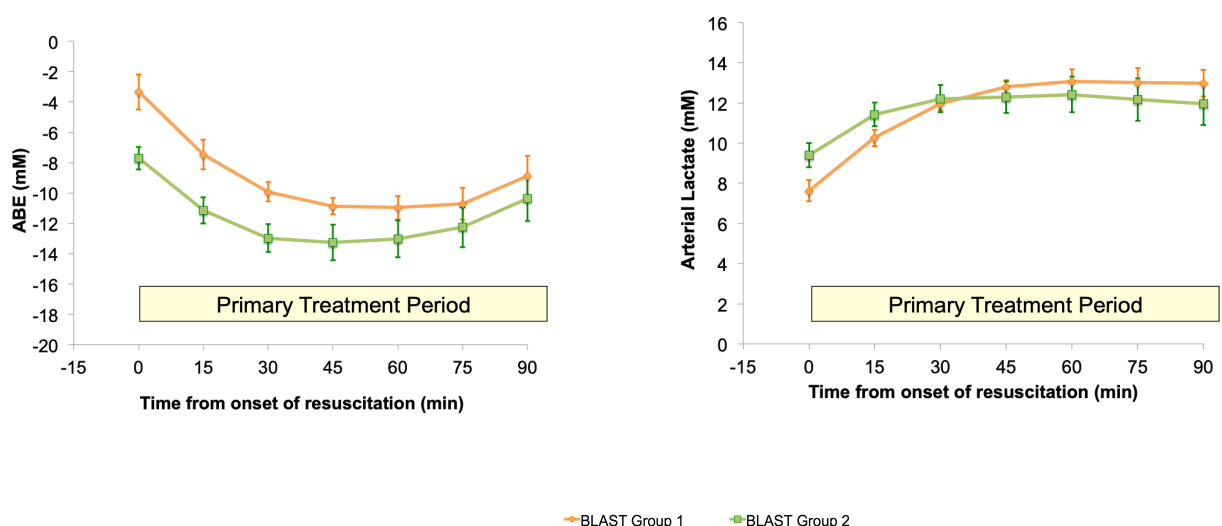 0
-2
-4
-6
-8
-10
-12
-14
-16
-18
-20
ABE (mM)
Primary Treatment Period
-15 0 15 30 45 60 75 90
Time from onset of resuscitation (min)
16
14
12
10
8
6
4
2
0
Arterial Lactate (mM)
Primary Treatment Period
-15 0 15 30 45 60 75 90
Time from onset of resuscitation (min)
BLAST Group 1 BLAST Group 2